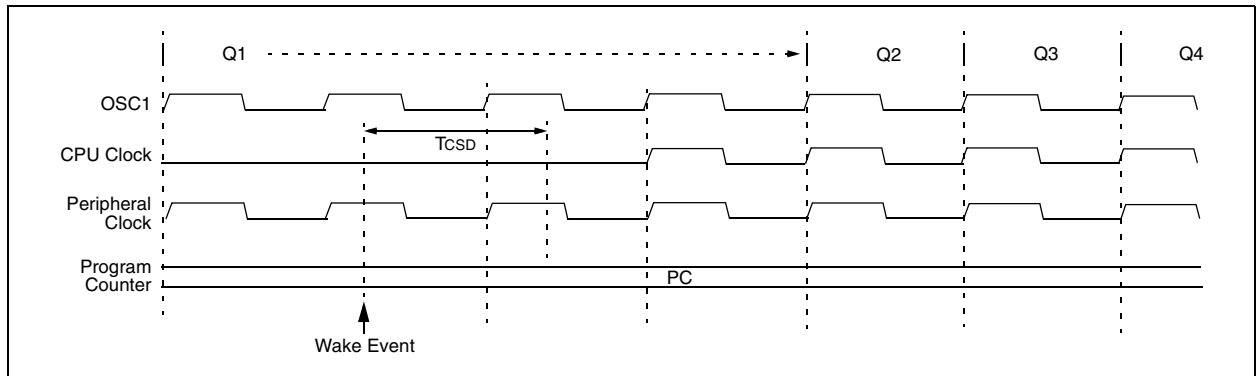 Q1 Q2 Q3 Q4
OSC1
TCSD
CPU Clock
Peripheral
Clock
Program
Counter
PC
Wake Event